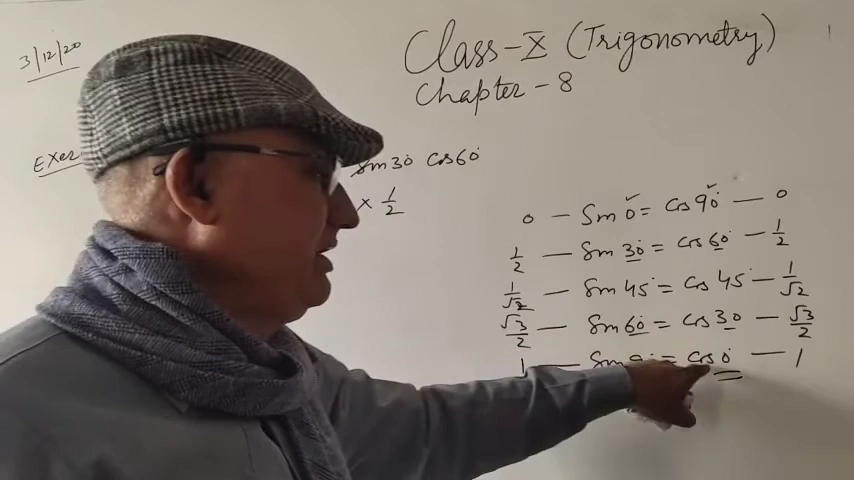 3/12/20
Class-X (Trigonometry)
Chapter-8
Sin30° cos60°
× 1/2
0 — Sin 0° = Cos 90° — 0
1/2 — Sin 30° = Cos 60° — 1/2
1/√2 — Sin 45° = Cos 45° — 1/√2
√3/2 — Sin 60° = Cos 30° — √3/2
1 — Sin 9 = Cos 0° — 1